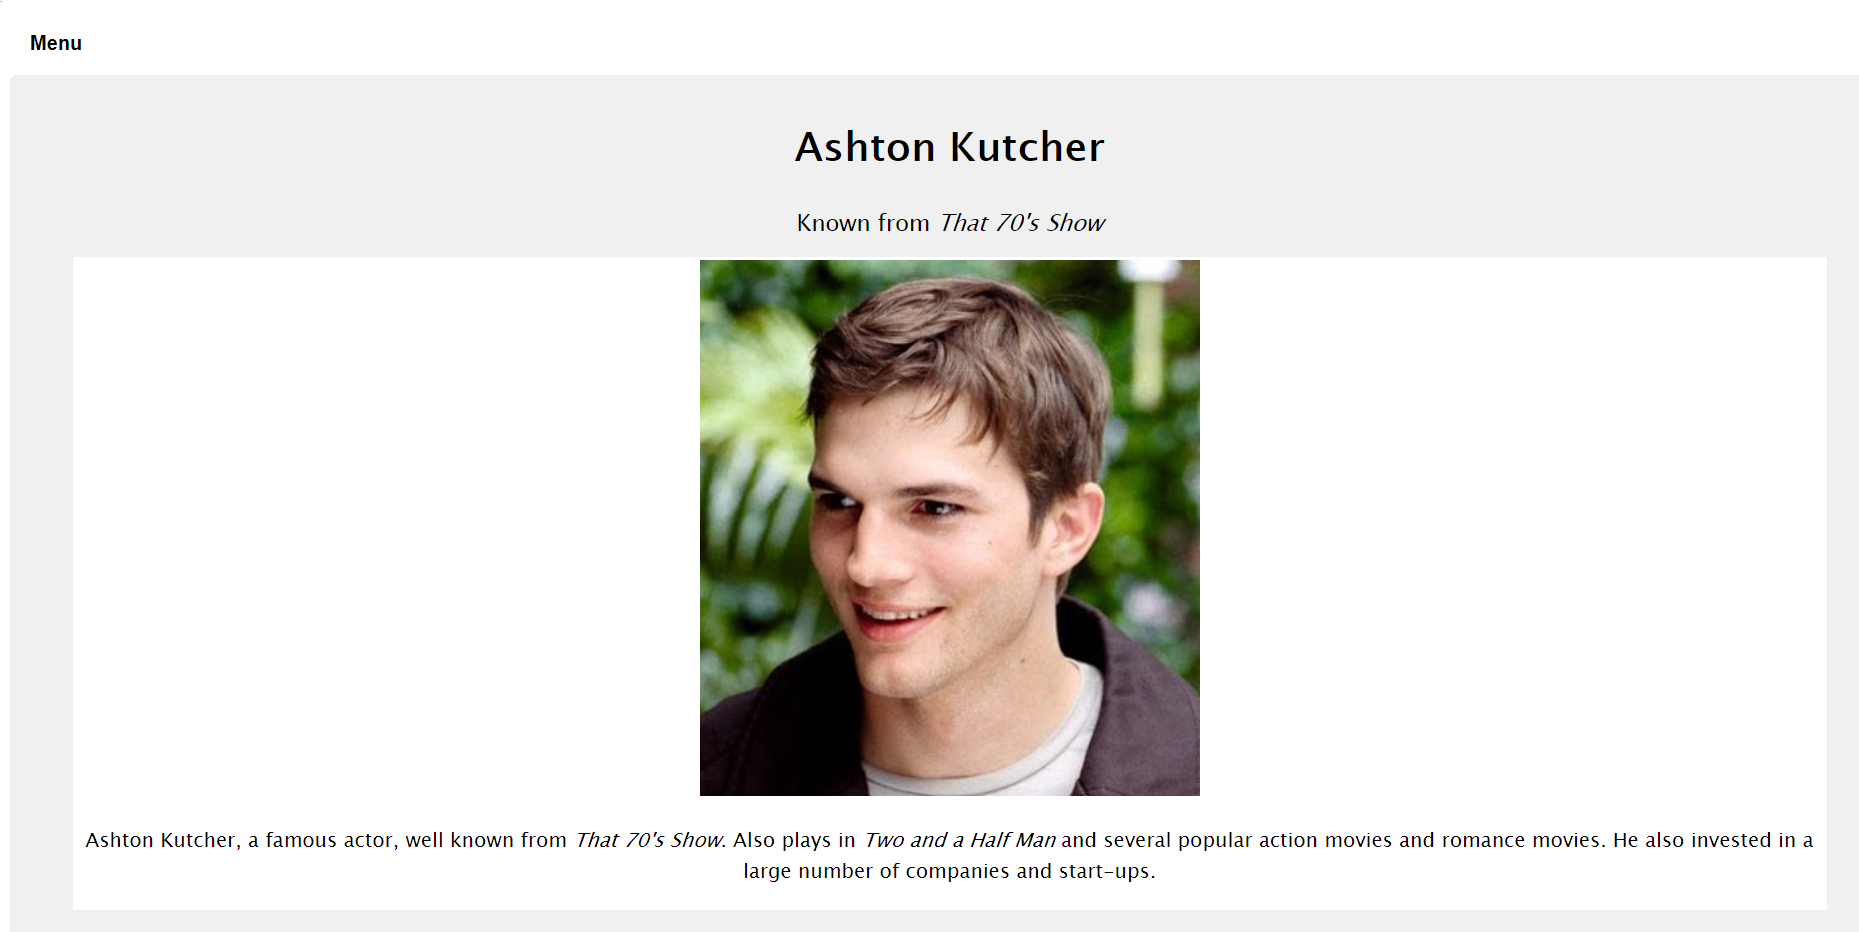 Menu
Ashton Kutcher
Known from That 70's Show
Ashton Kutcher, a famous actor, well known from That 70's Show. Also plays in Two and a Half Man and several popular action movies and romance movies. He also invested in a
large number of companies and start-ups.